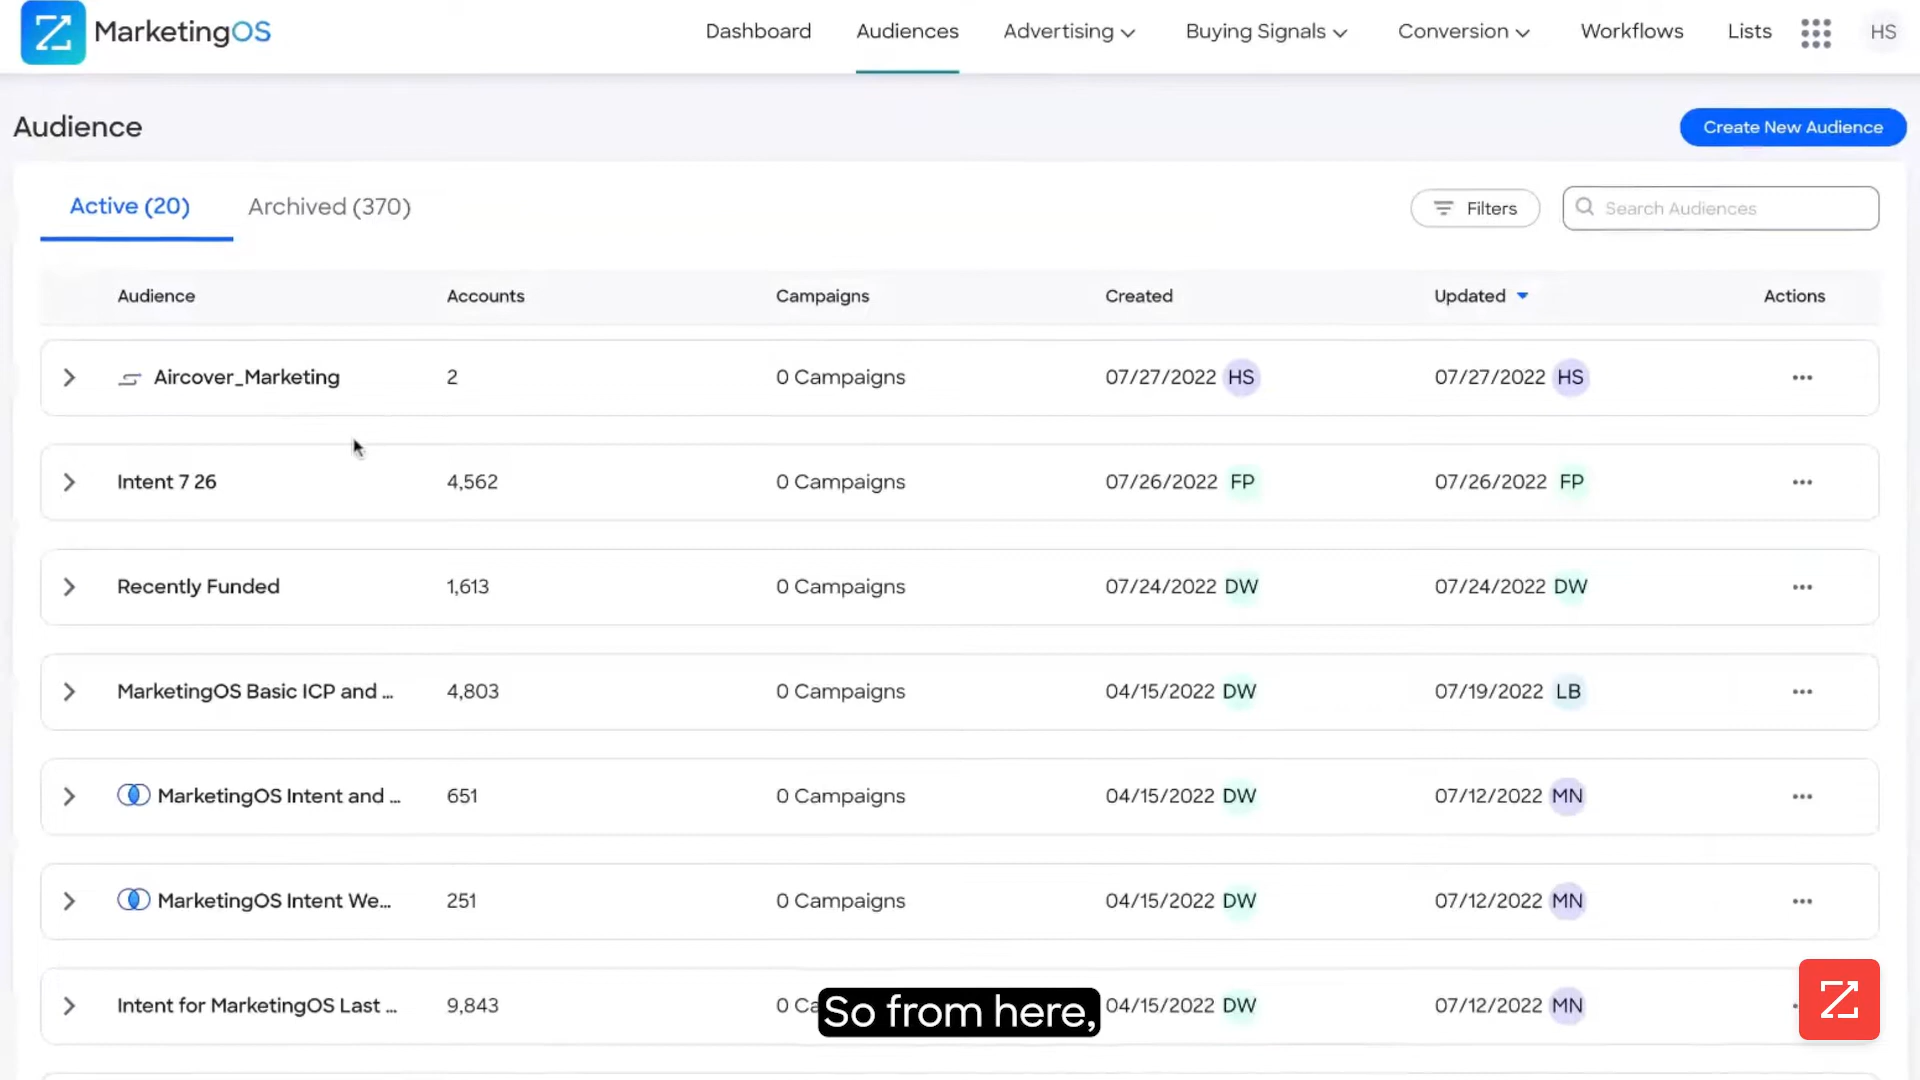 MarketingOS
Dashboard
Audiences
Advertising
Buying Signals
Conversion
Workflows
Lists
HS
Audience
Create New Audience
Active (20)
Archived (370)
Filters
Search Audiences
Audience Accounts Campaigns Created Updated Actions
Aircover_Marketing 2 0 Campaigns 07/27/2022 HS 07/27/2022 HS
Intent 7 26 4,562 0 Campaigns 07/26/2022 FP 07/26/2022 FP
Recently Funded 1,613 0 Campaigns 07/24/2022 DW 07/24/2022 DW
MarketingOS Basic ICP and ... 4,803 0 Campaigns 04/15/2022 DW 07/19/2022 LB
MarketingOS Intent and ... 651 0 Campaigns 04/15/2022 DW 07/12/2022 MN
MarketingOS Intent We... 251 0 Campaigns 04/15/2022 DW 07/12/2022 MN
Intent for MarketingOS Last ... 9,843 0 Ca 04/15/2022 DW 07/12/2022 MN
So from here,